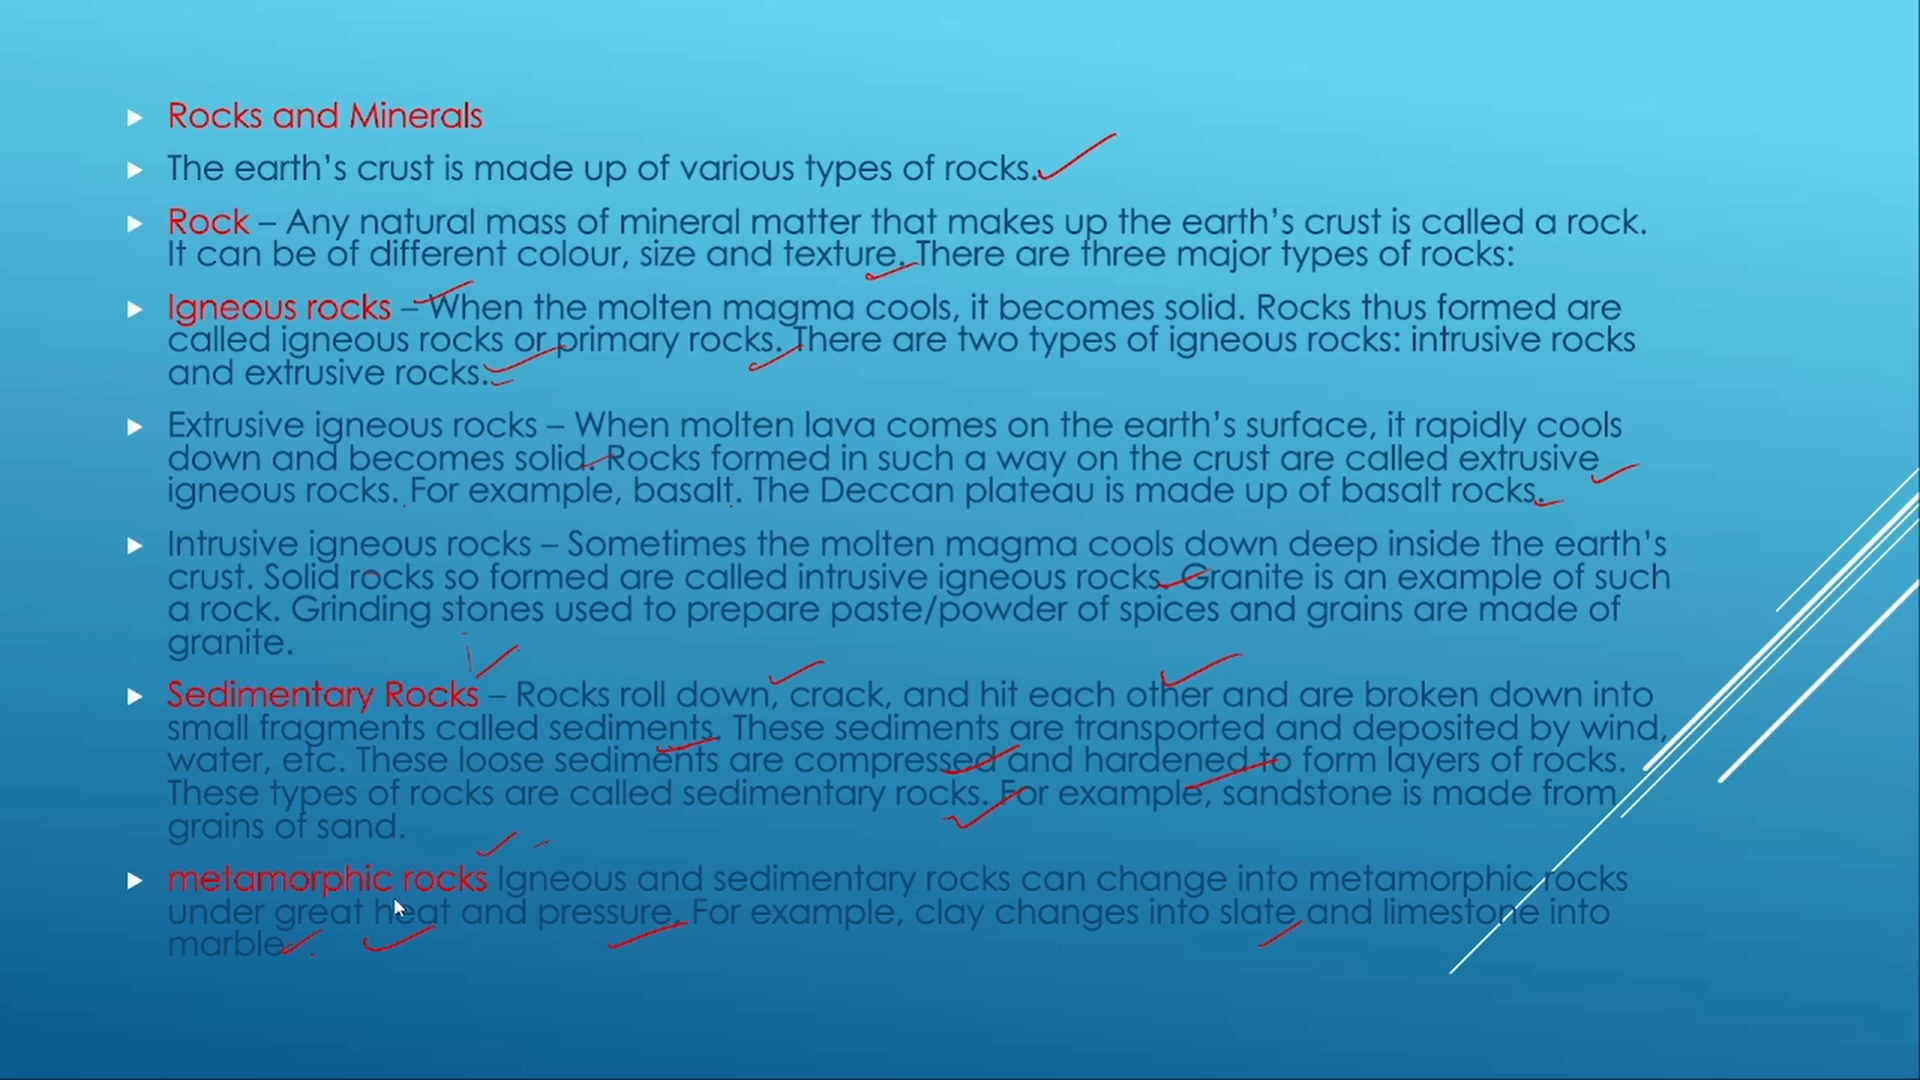 Rocks and Minerals
The earth’s crust is made up of various types of rocks.
Rock – Any natural mass of mineral matter that makes up the earth’s crust is called a rock.
It can be of different colour, size and texture. There are three major types of rocks:
Igneous rocks – When the molten magma cools, it becomes solid. Rocks thus formed are
called igneous rocks or primary rocks. There are two types of igneous rocks: intrusive rocks
and extrusive rocks.
Extrusive igneous rocks – When molten lava comes on the earth’s surface, it rapidly cools
down and becomes solid. Rocks formed in such a way on the crust are called extrusive
igneous rocks. For example, basalt. The Deccan plateau is made up of basalt rocks.
Intrusive igneous rocks – Sometimes the molten magma cools down deep inside the earth’s
crust. Solid rocks so formed are called intrusive igneous rocks. Granite is an example of such
a rock. Grinding stones used to prepare paste/powder of spices and grains are made of
granite.
Sedimentary Rocks – Rocks roll down, crack, and hit each other and are broken down into
small fragments called sediments. These sediments are transported and deposited by wind,
water, etc. These loose sediments are compressed and hardened to form layers of rocks.
These types of rocks are called sedimentary rocks. For example, sandstone is made from
grains of sand.
metamorphic rocks Igneous and sedimentary rocks can change into metamorphic rocks
under great heat and pressure. For example, clay changes into slate and limestone into
marble.